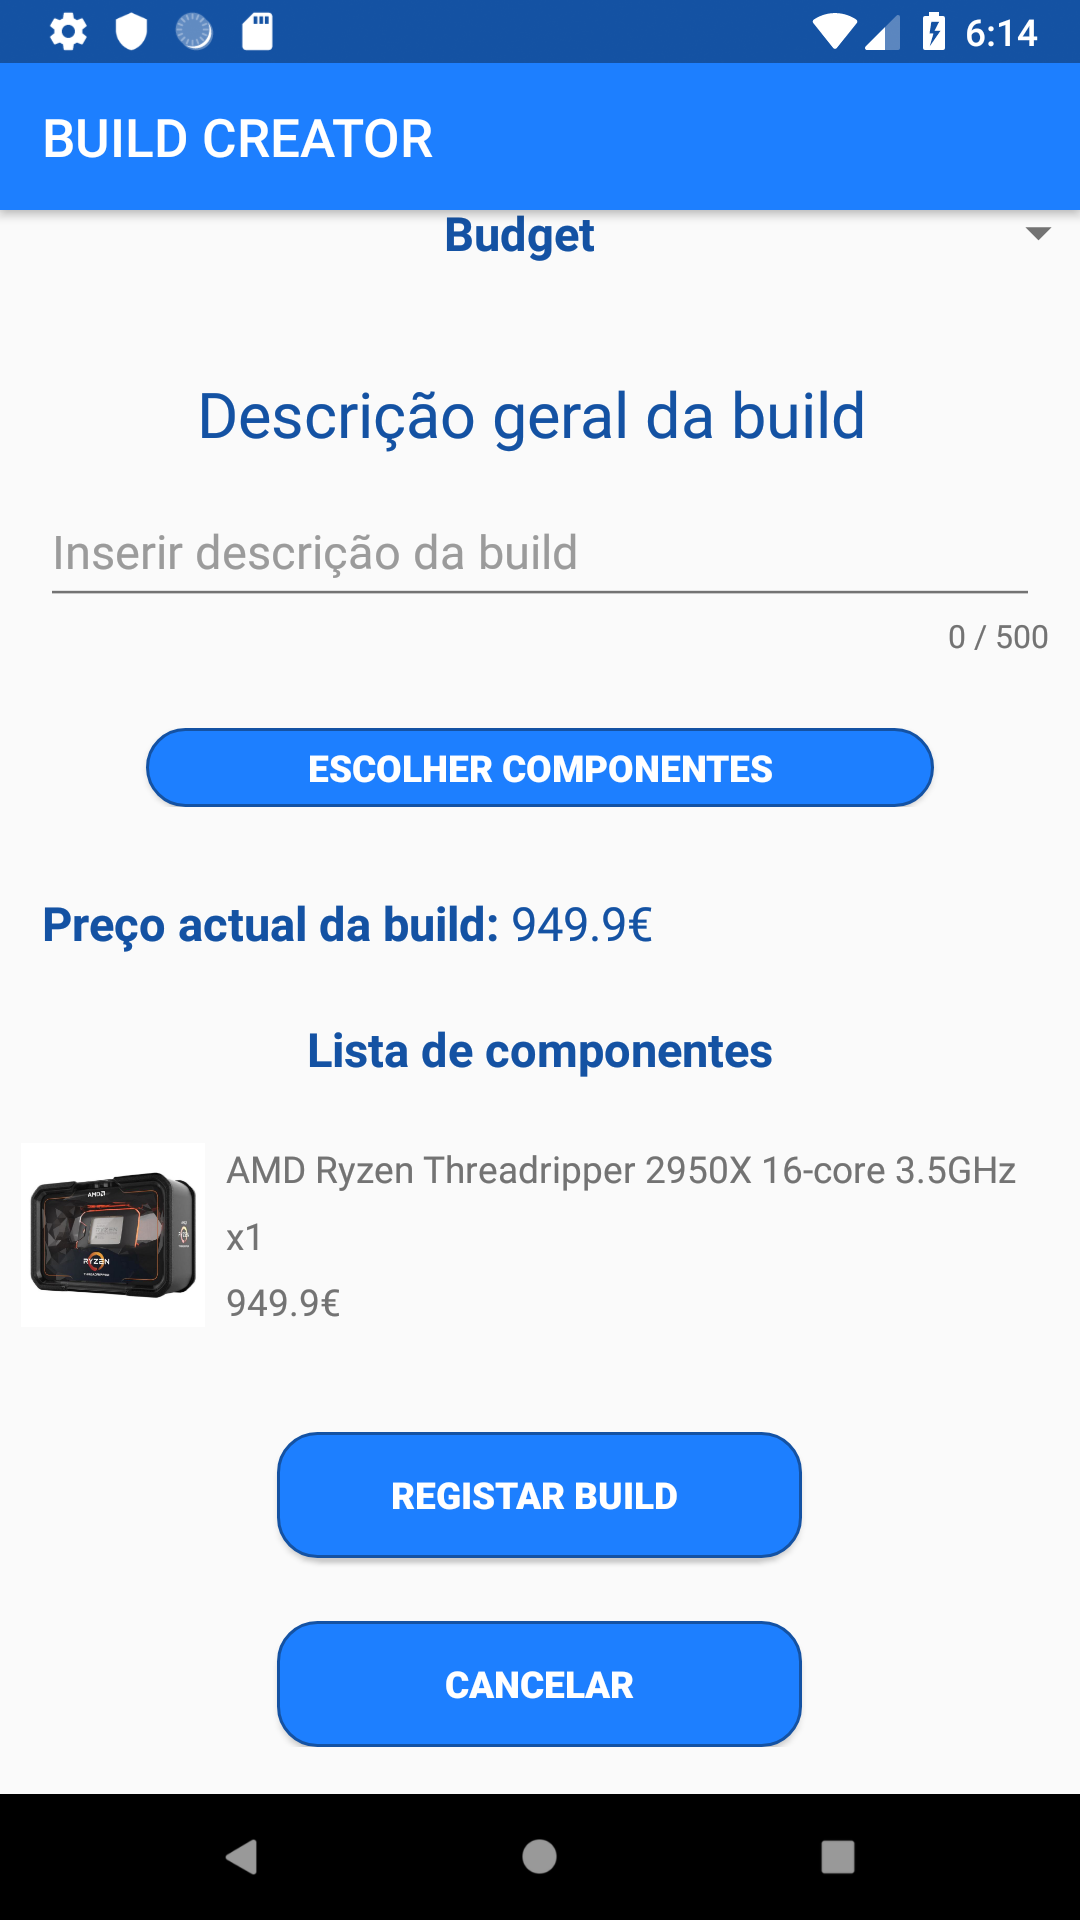 6:14
BUILD CREATOR
Budget
Descrição geral da build
Inserir descrição da build
0 / 500
ESCOLHER COMPONENTES
Preço actual da build: 949.9€
Lista de componentes
AMD Ryzen Threadripper 2950X 16-core 3.5GHz
x1
949.9€
AMD
RYZEN
REGISTAR BUILD
CANCELAR